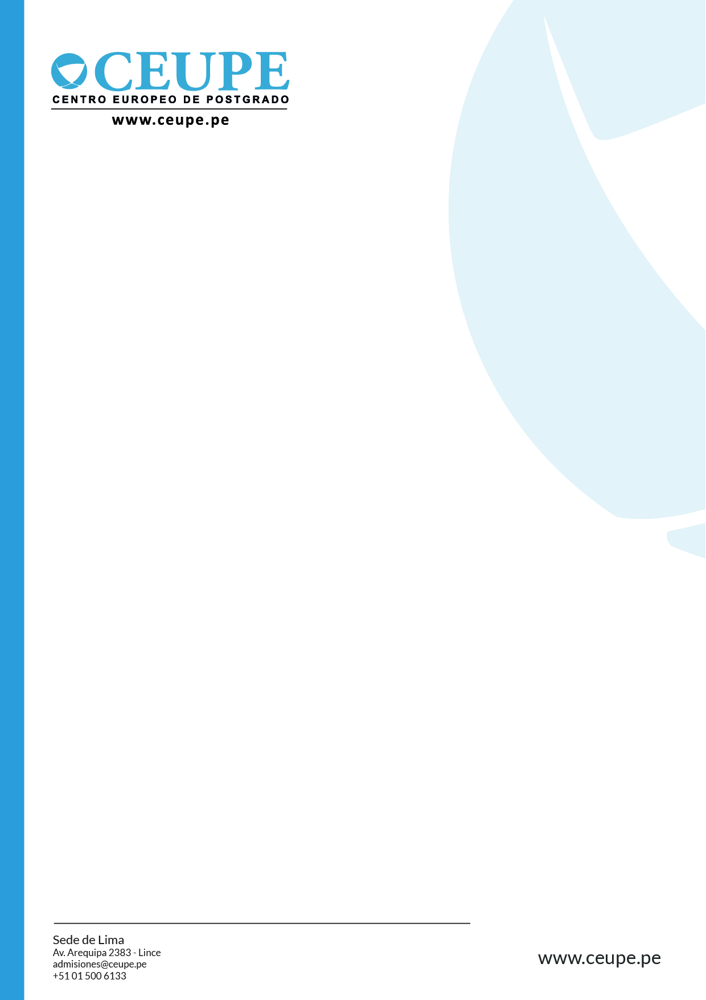 CEUPE
CENTRO EUROPEO DE POSTGRADO
www.ceupe.pe
Sede de Lima
Av. Arequipa 2383 - Lince
admisiones@ceupe.pe
+51 01 500 6133
www.ceupe.pe